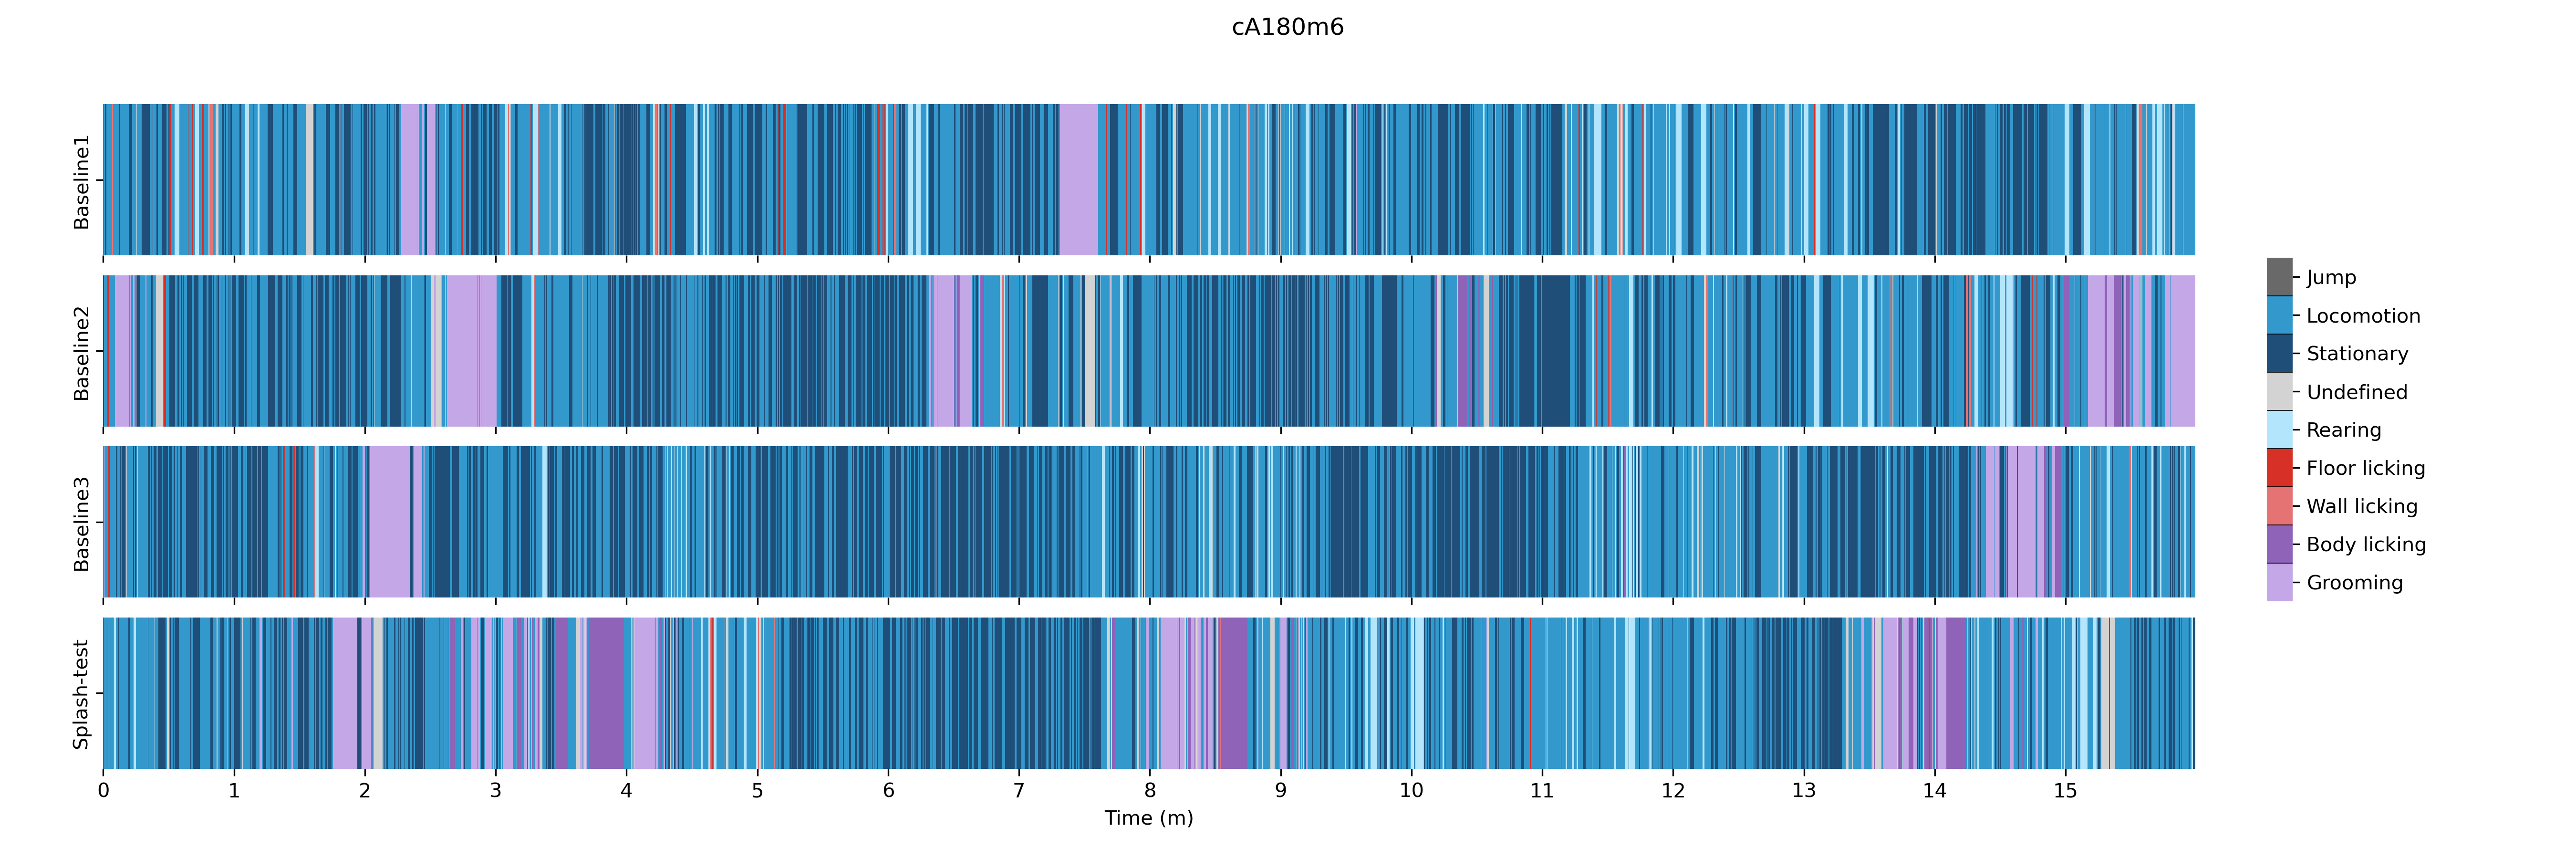 cA180m6
Baseline1
Baseline2
Baseline3
Splash-test
0 1 2 3 4 5 6 7 8 9 10 11 12 13 14 15
Time (m)
Jump
Locomotion
Stationary
Undefined
Rearing
Floor licking
Wall licking
Body licking
Grooming